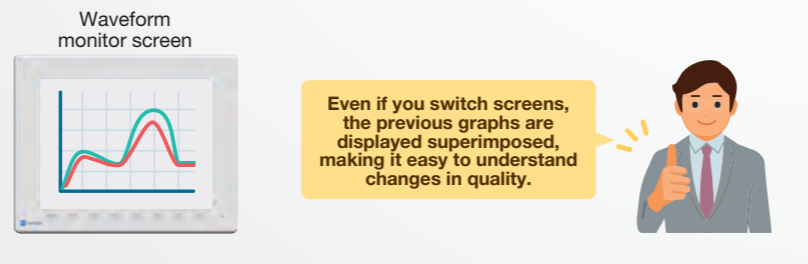 Waveform
monitor screen
Even if you switch screens,
the previous graphs are
displayed superimposed,
making it easy to understand
changes in quality.